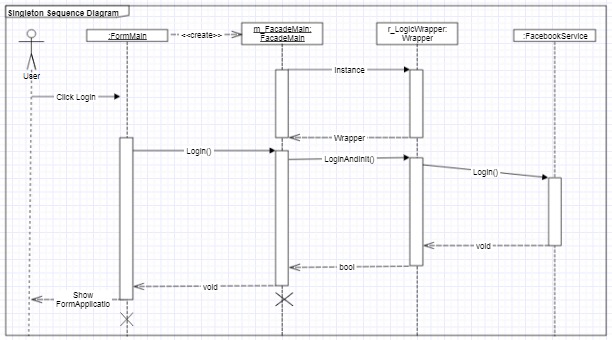 Singleton Sequence Diagram
:FormMain
<<create>>
m_FacadeMain:
FacadeMain
r_LogicWrapper:
Wrapper
:FacebookService
User
Instance
Click Login
Wrapper
Login()
LoginAndInit()
Login()
void
bool
void
Show
FormApplicatio